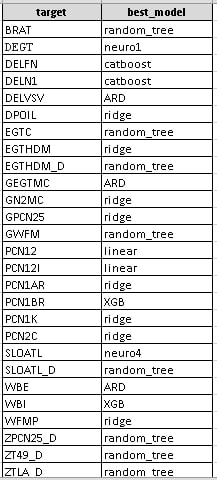 target best_model
BRAT random_tree
DEGT neuro1
DELFN catboost
DELN1 catboost
DELVSV ARD
DPOIL ridge
EGTC random_tree
EGTHDM ridge
EGTHDM_D random_tree
GEGTMC ARD
GN2MC ridge
GPCN25 ridge
GWFM random_tree
PCN12 linear
PCN12I linear
PCN1AR ridge
PCN1BR XGB
PCN1K ridge
PCN2C ridge
SLOATL neuro4
SLOATL_D random_tree
WBE ARD
WBI XGB
WFMP ridge
ZPCN25_D random_tree
ZT49_D random_tree
ZTLA_D random_tree